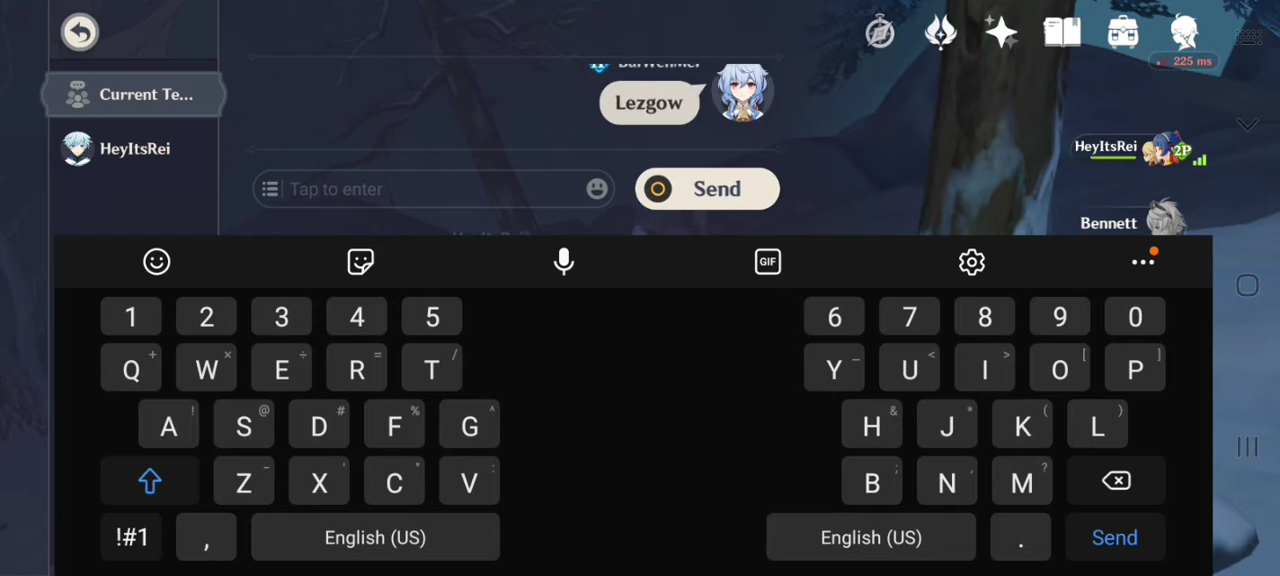 225 ms
Current Te...
Lezgow
HeyItsRei
HeyItsRei
2P
Tap to enter
Send
Bennett
GIF
1 2 3 4 5 6 7 8 9 0
Q + W × E ÷ R = T / Y _ U < I > O [ P ]
A ! S @ D # F % G ^ H & J * K ( L )
Z - X ' C " V : B ; N , M ?
!#1 , English (US) English (US) . Send